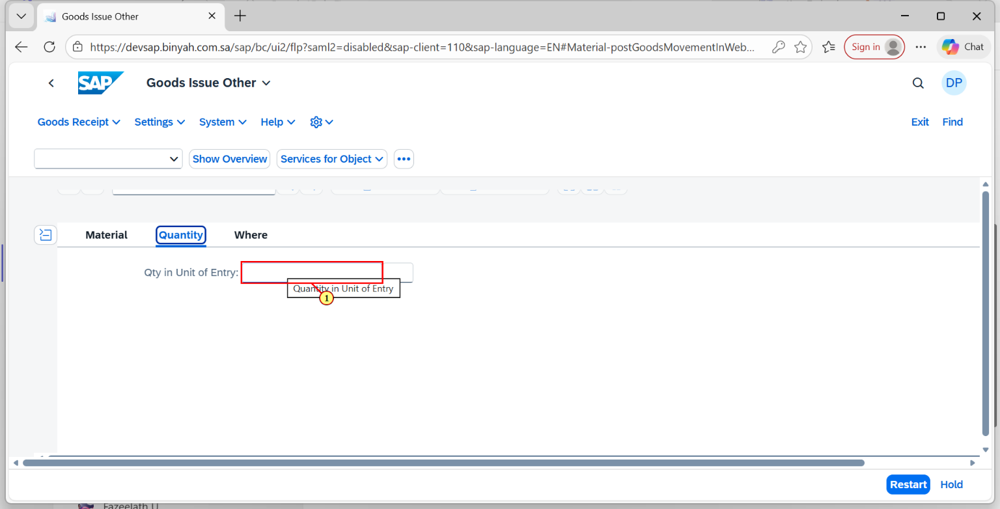 Goods Issue Other
https://devsap.binyah.com.sa/sap/bc/ui2/flp?saml2=disabled&sap-client=110&sap-language=EN#Material-postGoodsMovementInWeb...
Sign in
Chat
SAP
Goods Issue Other
DP
Goods Receipt
Settings
System
Help
Exit
Find
Show Overview
Services for Object
Material
Quantity
Where
Qty in Unit of Entry:
Quantity in Unit of Entry
1
Restart
Hold
Fazeelath U